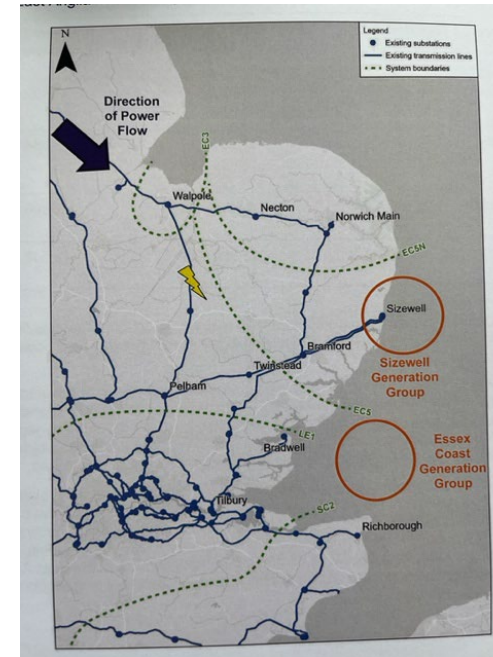 N
Legend
Existing substations
Existing transmission lines
System boundaries
Direction
of Power
Flow
EC3
Walpole
Necton
Norwich Main
EC5N
Sizewell
Bramford
Sizewell
Generation
Group
Twinstead
Pelham
EC5
LE1
Bradwell
Essex
Coast
Generation
Group
Tilbury
SC2
Richborough